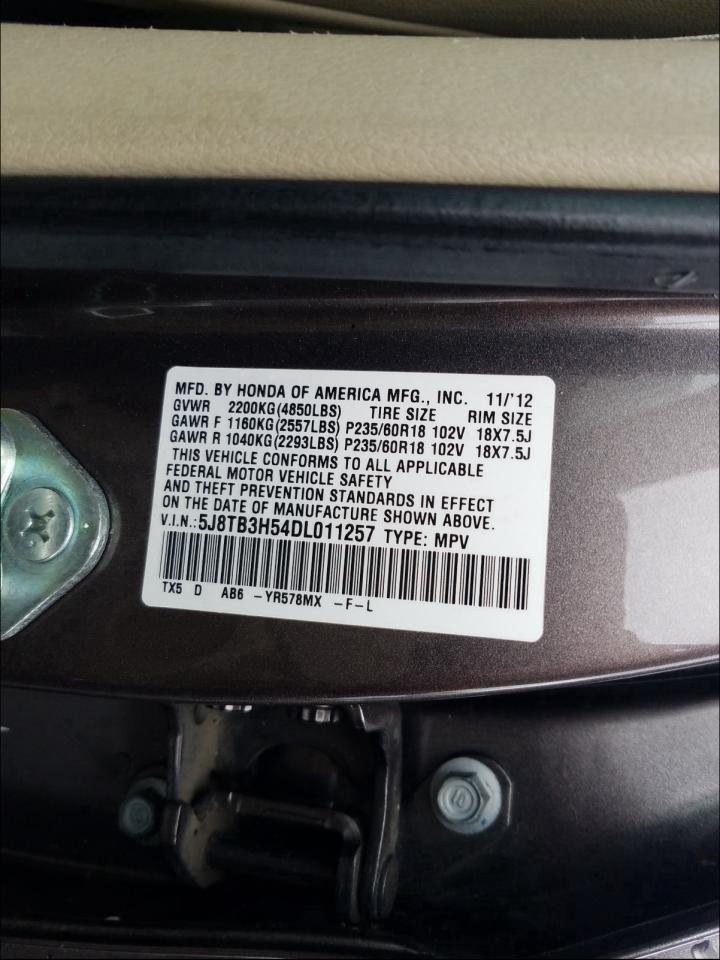 MFD. BY HONDA OF AMERICA MFG., INC. 11/'12
GVWR 2200KG(4850LBS) TIRE SIZE RIM SIZE
GAWR F 1160KG(2557LBS) P235/60R18 102V 18X7.5J
GAWR R 1040KG(2293LBS) P235/60R18 102V 18X7.5J
THIS VEHICLE CONFORMS TO ALL APPLICABLE
FEDERAL MOTOR VEHICLE SAFETY
AND THEFT PREVENTION STANDARDS IN EFFECT
ON THE DATE OF MANUFACTURE SHOWN ABOVE.
V.I.N.:5J8TB3H54DL011257 TYPE: MPV
TX5 D AB6 -YR578MX -F-L